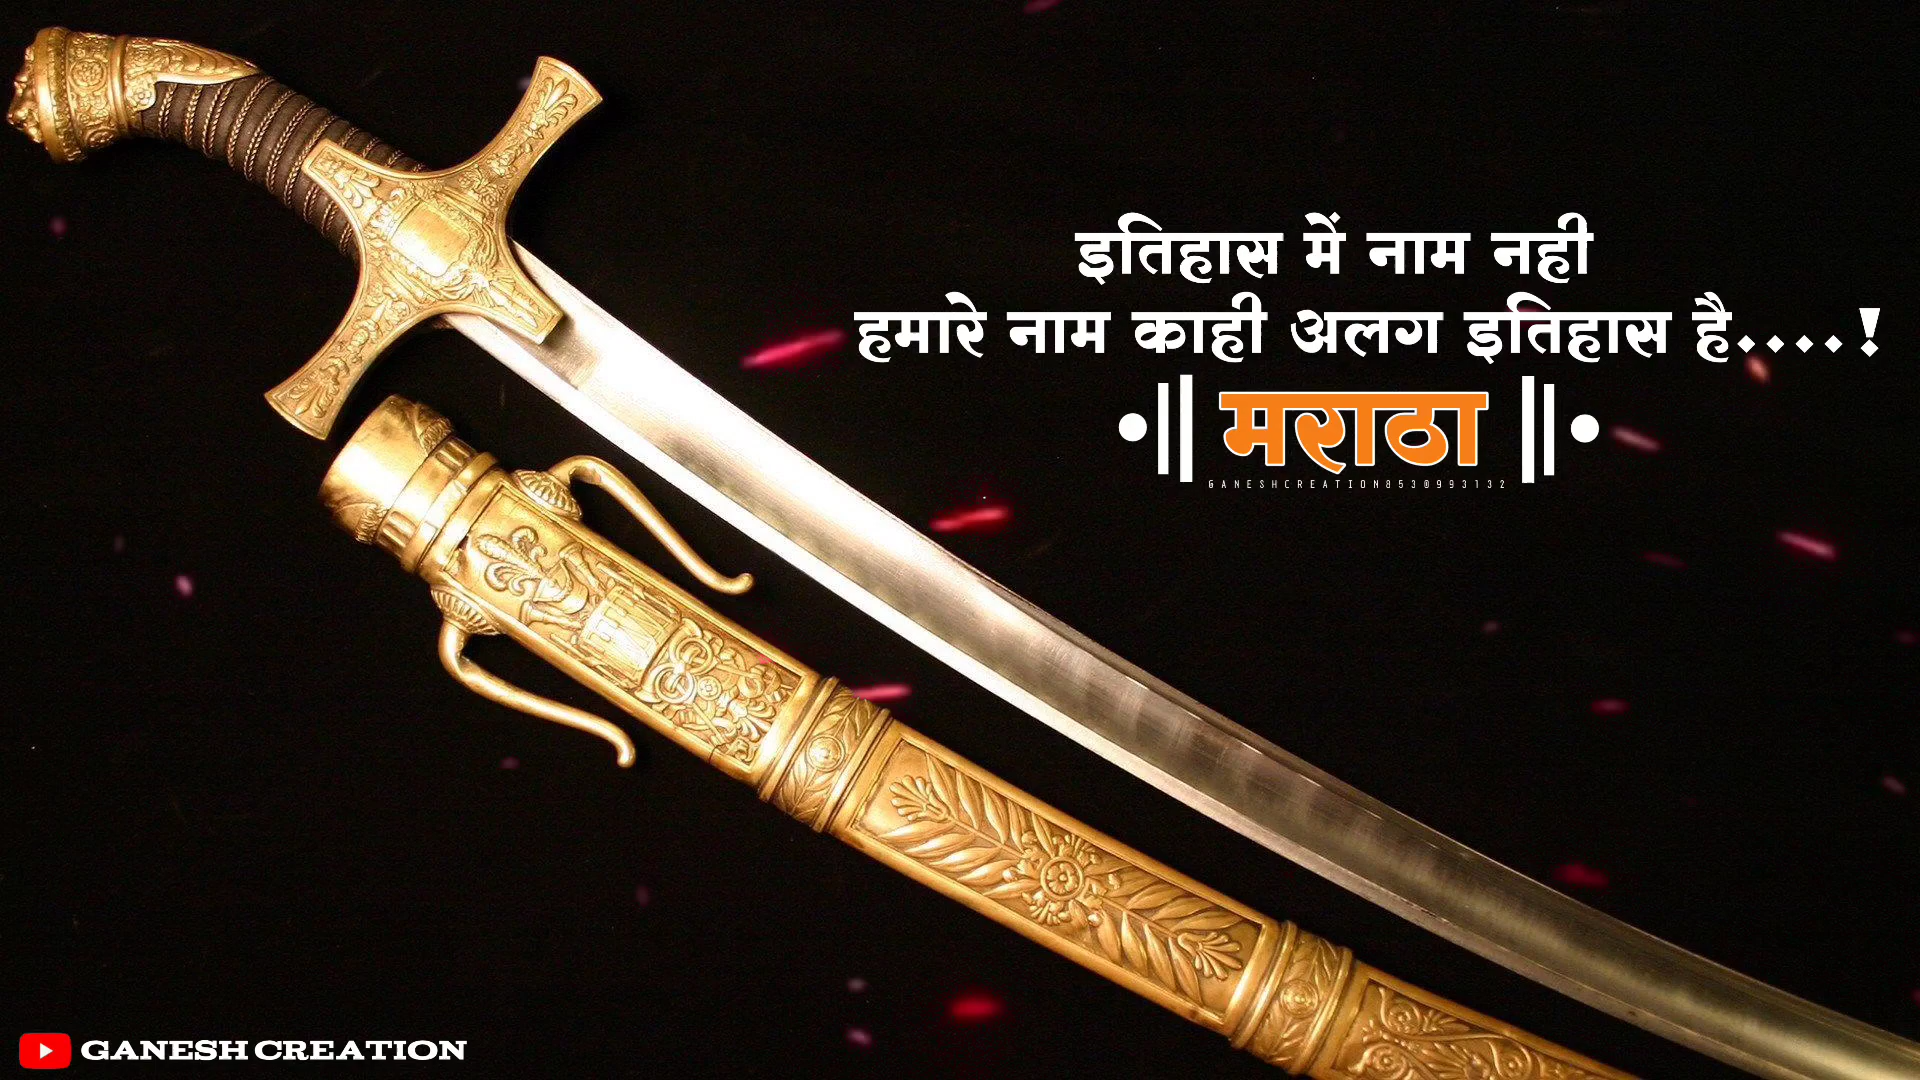 इतिहास में नाम नही
हमारे नाम काही अलग इतिहास है....!
•|| मराठा ||•
GANESHCREATION8530993132
GANESH CREATION